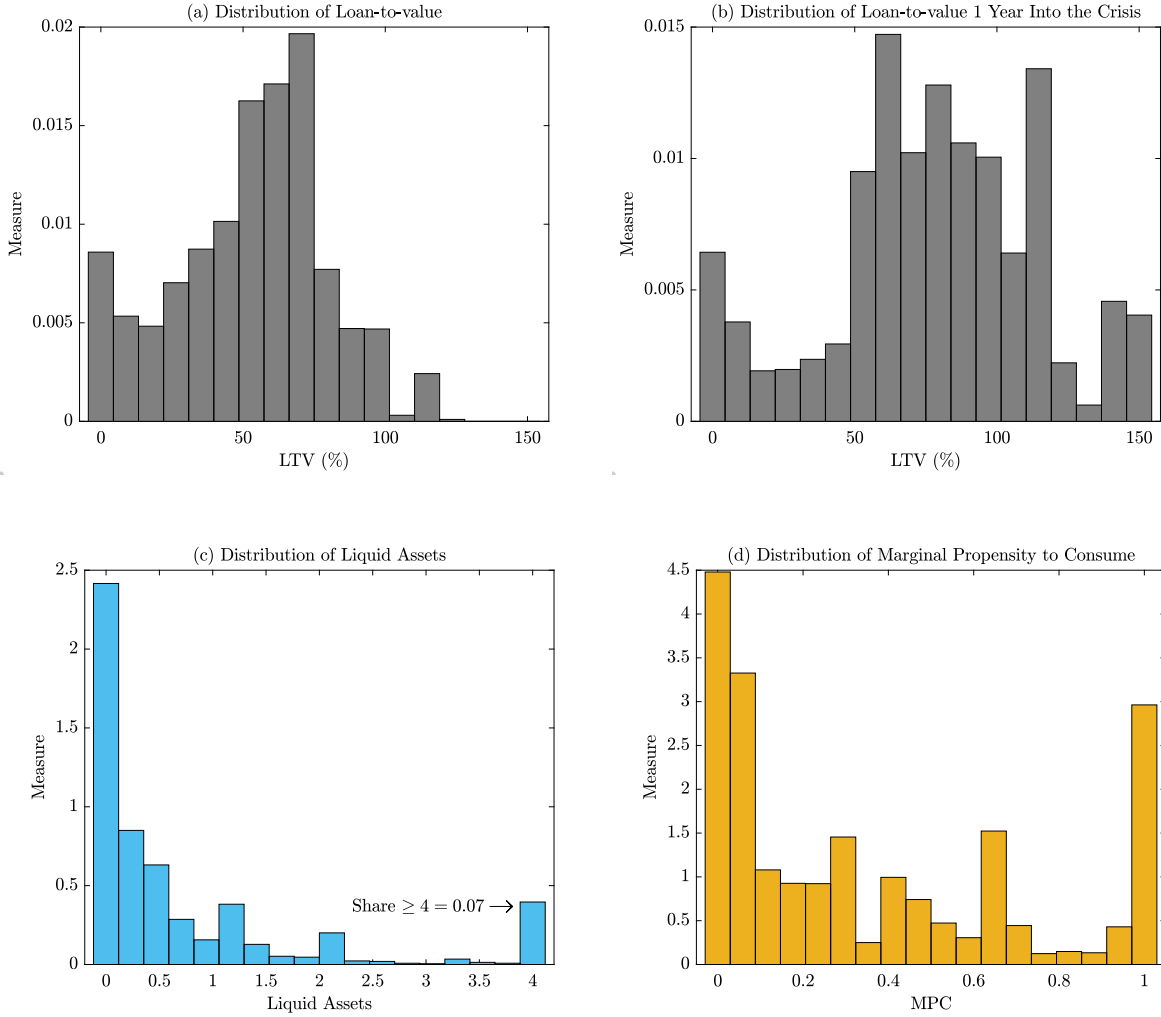 (a) Distribution of Loan-to-value
0.02
0.015
0.01
0.005
0
Measure
0 50 100 150
LTV (%)
(b) Distribution of Loan-to-value 1 Year Into the Crisis
0.015
0.01
0.005
0
Measure
0 50 100 150
LTV (%)
(c) Distribution of Liquid Assets
2.5
2
1.5
1
0.5
0
Measure
Share ≥ 4 = 0.07
0 0.5 1 1.5 2 2.5 3 3.5 4
Liquid Assets
(d) Distribution of Marginal Propensity to Consume
4.5
4
3.5
3
2.5
2
1.5
1
0.5
0
Measure
0 0.2 0.4 0.6 0.8 1
MPC